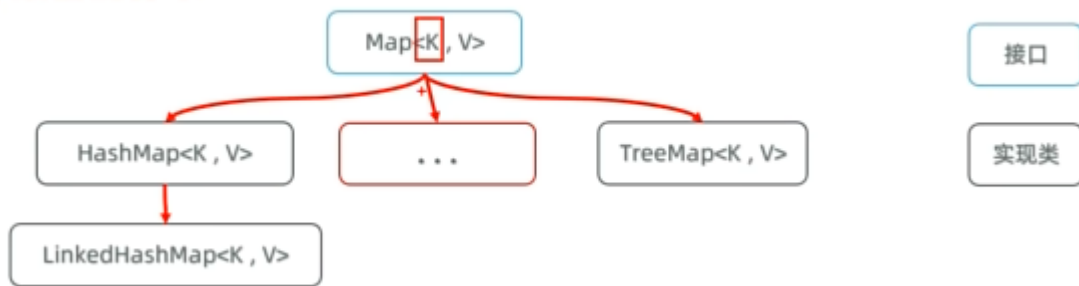 Map<K , V>
接口
HashMap<K , V>
...
TreeMap<K , V>
实现类
LinkedHashMap<K , V>